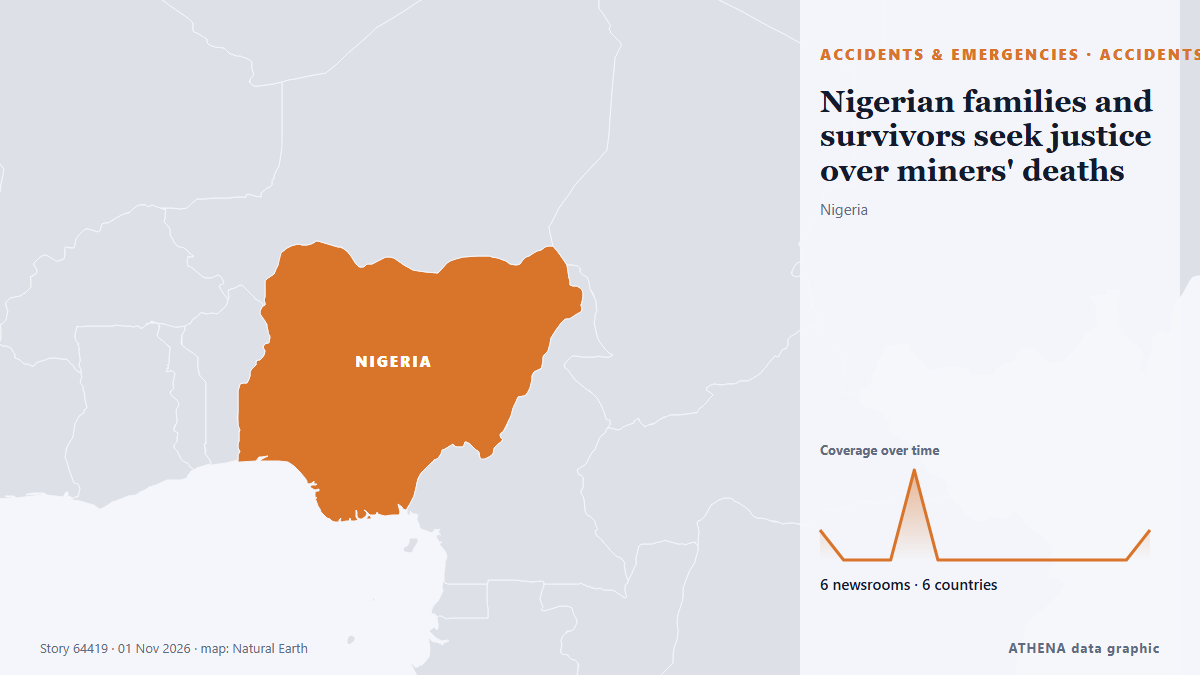 ACCIDENTS & EMERGENCIES · ACCIDENTS
Nigerian families and
survivors seek justice
over miners' deaths
Nigeria
NIGERIA
Coverage over time
6 newsrooms · 6 countries
Story 64419 · 01 Nov 2026 · map: Natural Earth
ATHENA data graphic